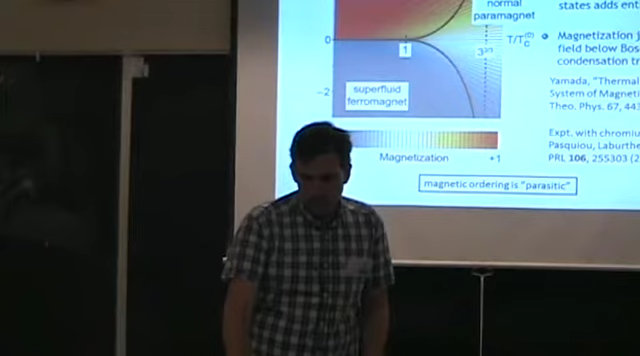 states adds ent
normal
paramagnet
0
1
3^{2/3}
T/T_C^{(0)}
Magnetization j
field below Bos
condensation tr
−2
superfluid
ferromagnet
Yamada, "Thermal
System of Magneti
Theo. Phys. 67, 443
Magnetization
+1
Expt. with chromiu
Pasquiou, Laburthe
PRL 106, 255303 (2
magnetic ordering is "parasitic"